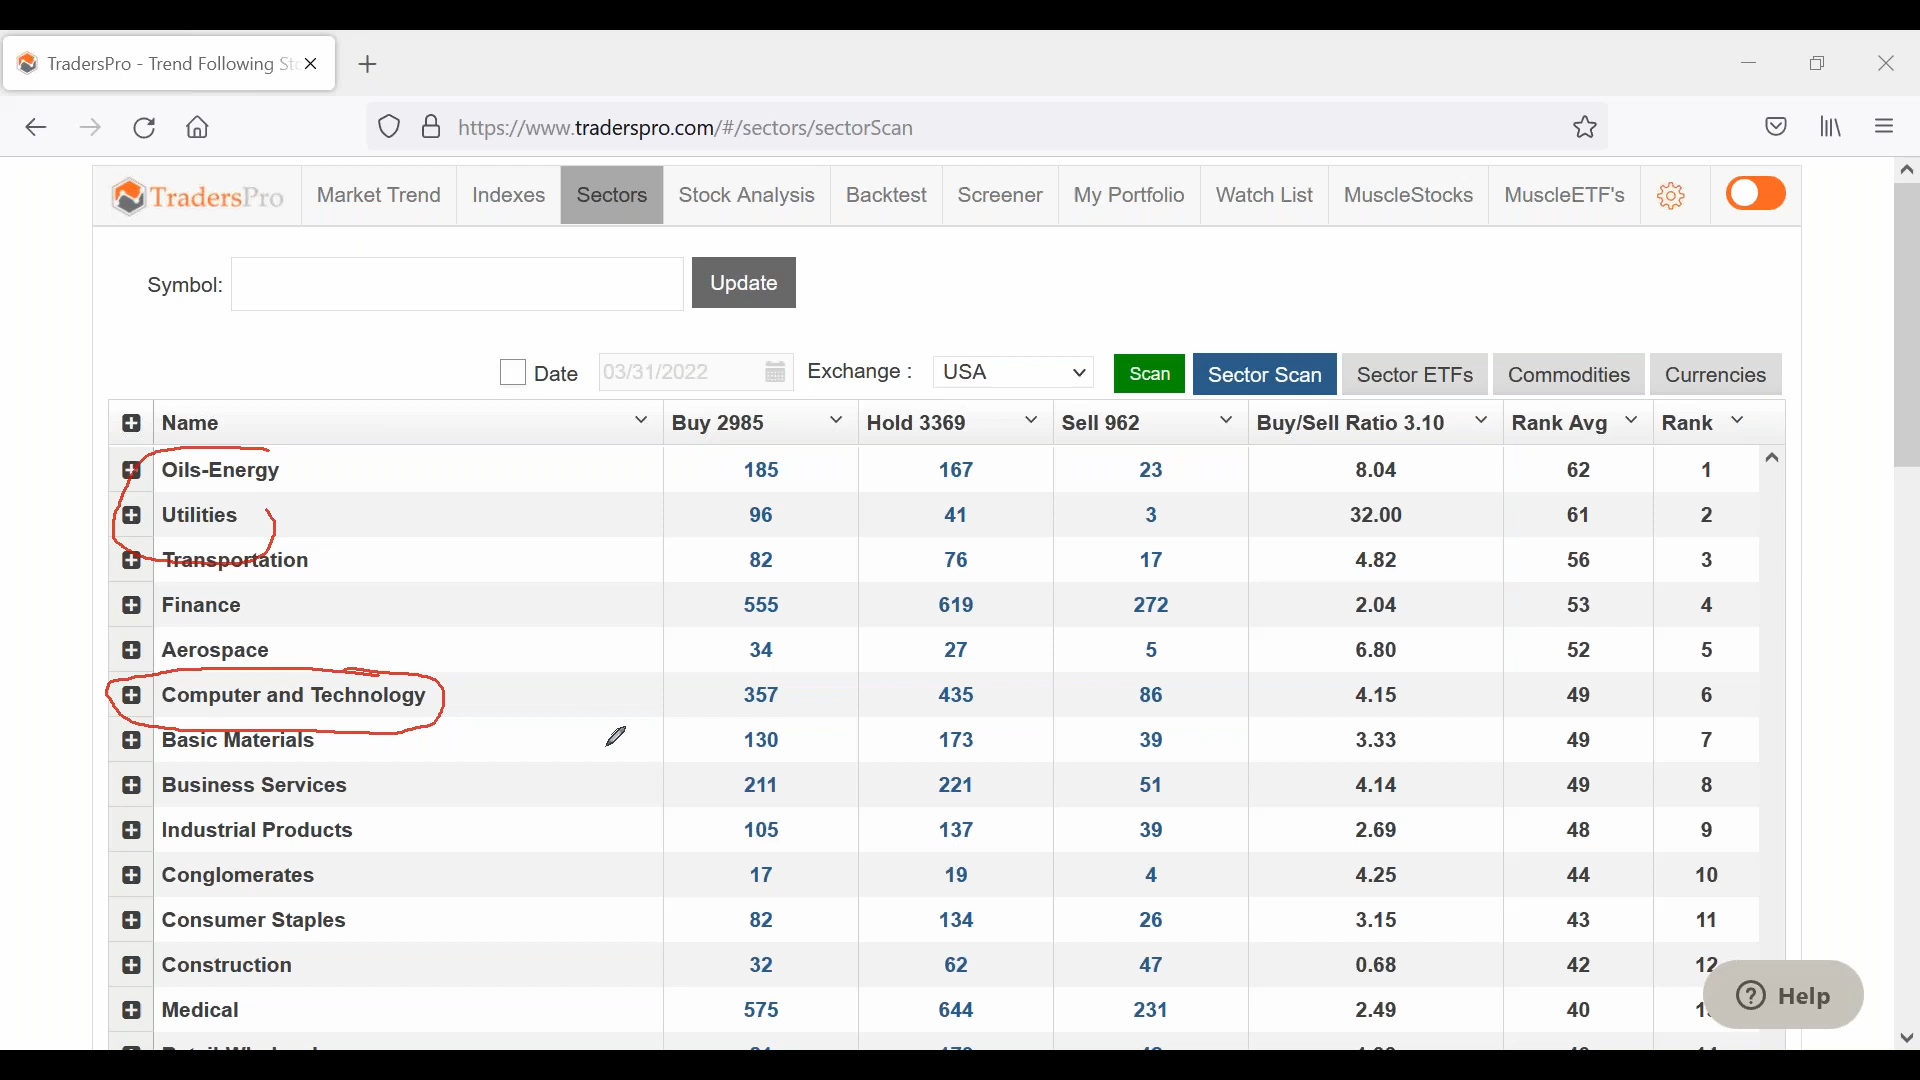 TradersPro - Trend Following St
https://www.traderspro.com/#/sectors/sectorScan
TradersPro Market Trend Indexes Sectors Stock Analysis Backtest Screener My Portfolio Watch List MuscleStocks MuscleETF's
Symbol: Update
Date 03/31/2022 Exchange : USA Scan Sector Scan Sector ETFs Commodities Currencies
Name Buy 2985 Hold 3369 Sell 962 Buy/Sell Ratio 3.10 Rank Avg Rank
Oils-Energy 185 167 23 8.04 62 1
Utilities 96 41 3 32.00 61 2
Transportation 82 76 17 4.82 56 3
Finance 555 619 272 2.04 53 4
Aerospace 34 27 5 6.80 52 5
Computer and Technology 357 435 86 4.15 49 6
Basic Materials 130 173 39 3.33 49 7
Business Services 211 221 51 4.14 49 8
Industrial Products 105 137 39 2.69 48 9
Conglomerates 17 19 4 4.25 44 10
Consumer Staples 82 134 26 3.15 43 11
Construction 32 62 47 0.68 42 12
Medical 575 644 231 2.49 40
Help